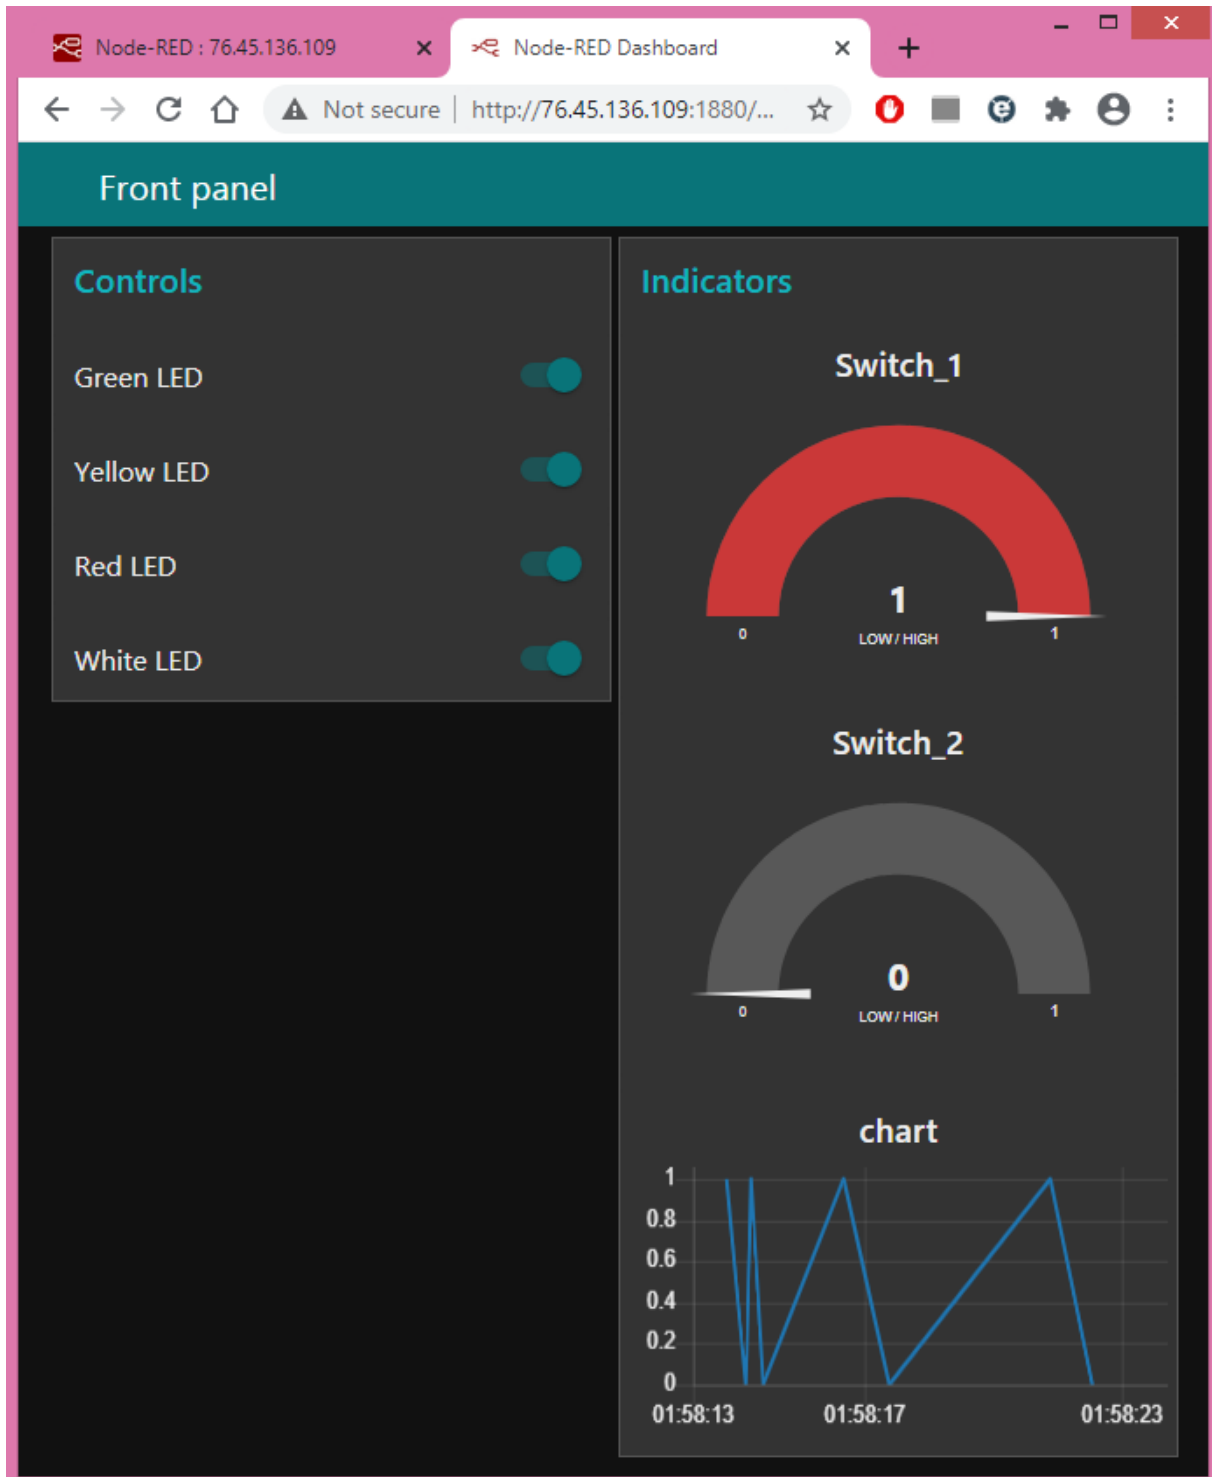 Node-RED : 76.45.136.109
Node-RED Dashboard
Not secure
http://76.45.136.109:1880/...
Front panel
Controls
Green LED
Yellow LED
Red LED
White LED
Indicators
Switch_1
1
LOW / HIGH
0
1
Switch_2
0
LOW / HIGH
0
1
chart
1
0.8
0.6
0.4
0.2
0
01:58:13
01:58:17
01:58:23